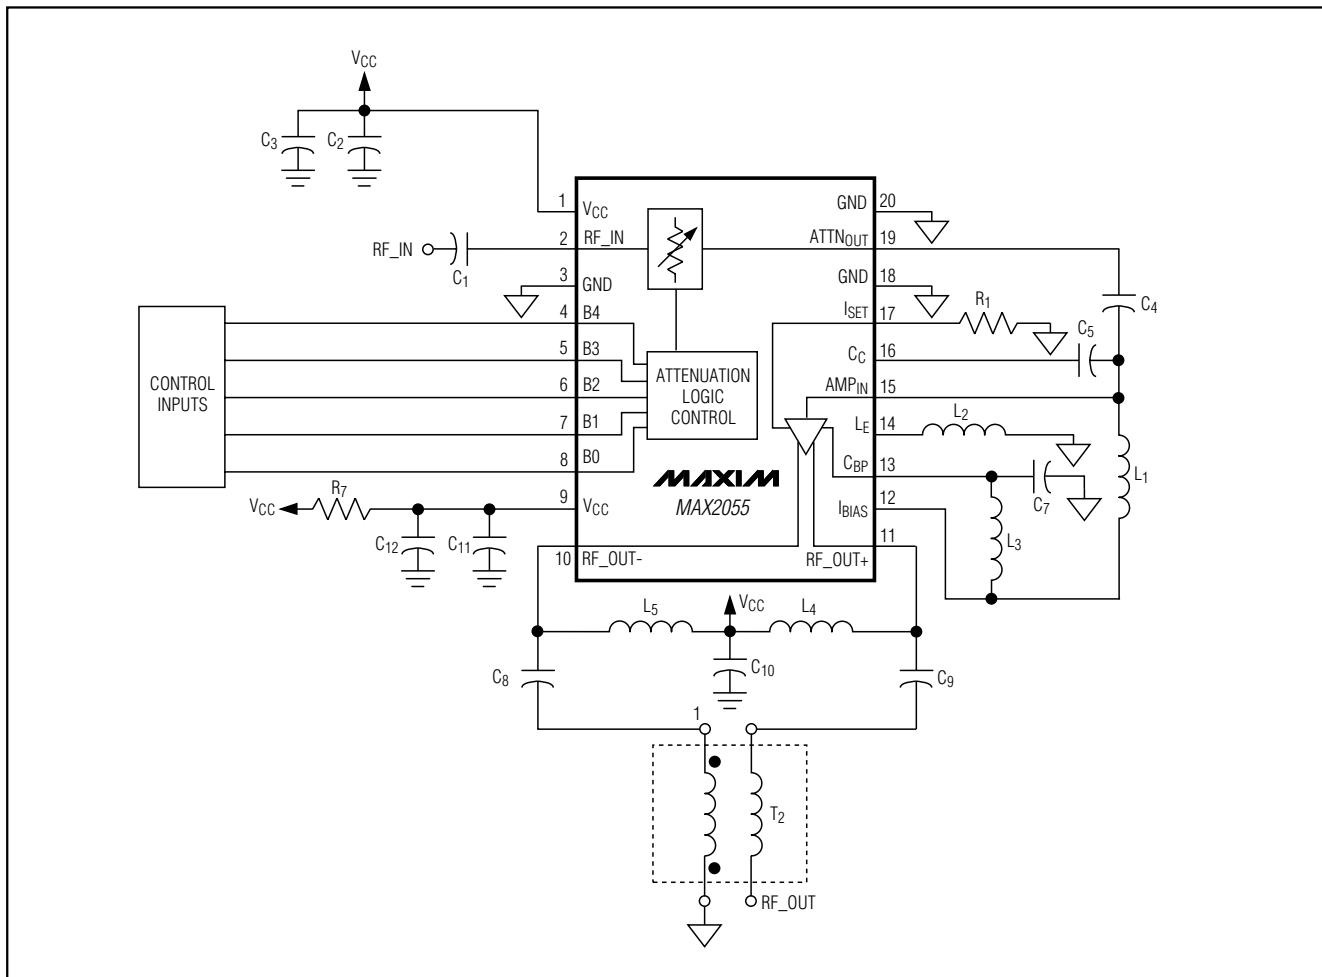 VCC
C3
C2
1
VCC
GND
20
RF_IN
C1
2
RF_IN
ATTNOUT
19
3
GND
GND
18
4
B4
ISET
17
R1
C4
C5
5
B3
CC
16
CONTROL
INPUTS
ATTENUATION
LOGIC
CONTROL
6
B2
AMPIN
15
7
B1
LE
14
L2
8
B0
CBP
13
L1
MAXIM
MAX2055
VCC
R7
9
VCC
IBIAS
12
C7
C12
C11
L3
10
RF_OUT-
RF_OUT+
11
L5
VCC
L4
C8
C10
C9
1
T2
RF_OUT